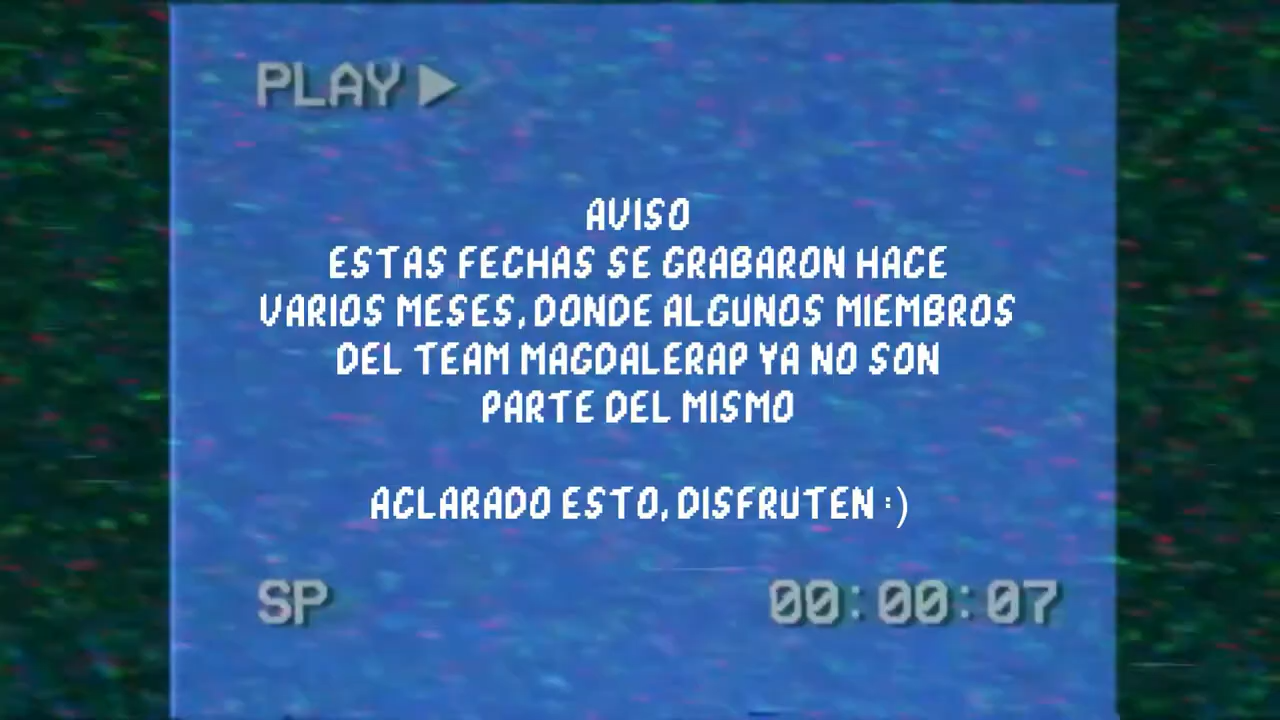 PLAY
AVISO
ESTAS FECHAS SE GRABARON HACE
VARIOS MESES, DONDE ALGUNOS MIEMBROS
DEL TEAM MAGDALERAP YA NO SON
PARTE DEL MISMO
ACLARADO ESTO, DISFRUTEN :)
SP 00:00:07